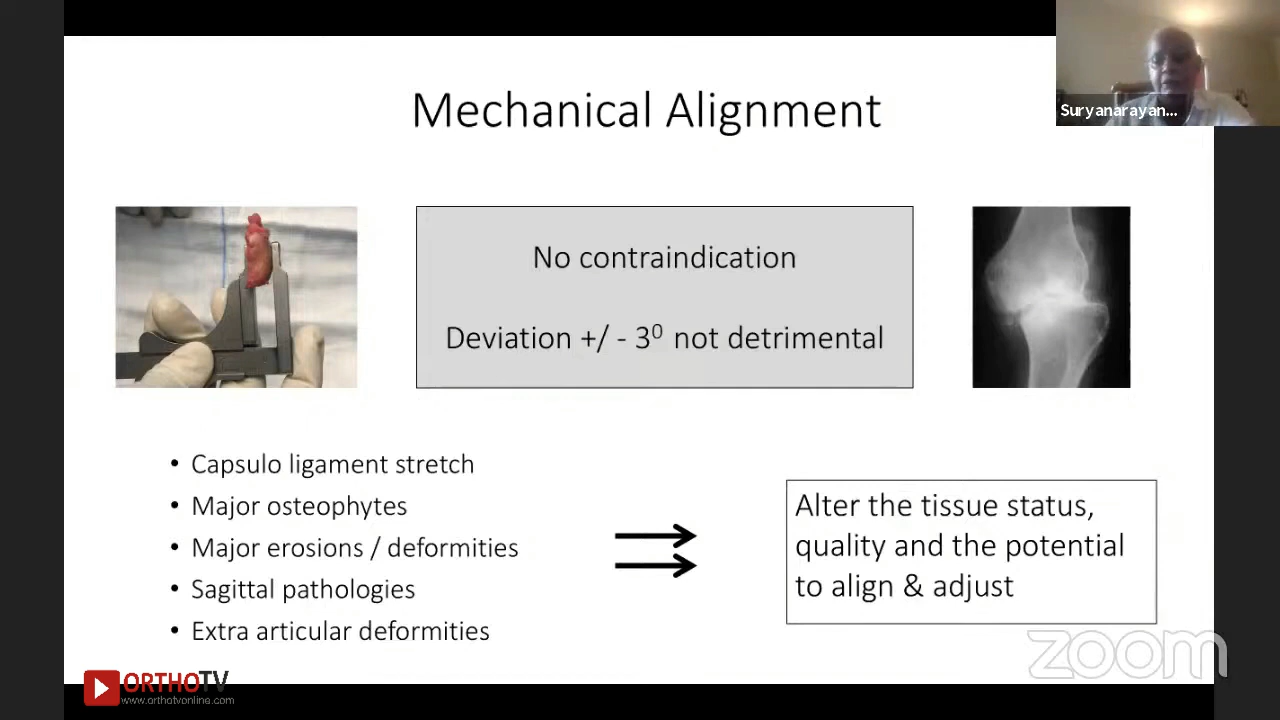 Mechanical Alignment
Suryanarayan...
No contraindication
Deviation +/ - 3⁰ not detrimental
• Capsulo ligament stretch
• Major osteophytes
• Major erosions / deformities
• Sagittal pathologies
• Extra articular deformities
Alter the tissue status,
quality and the potential
to align & adjust
zoom
ORTHOTV
www.orthotvonline.com